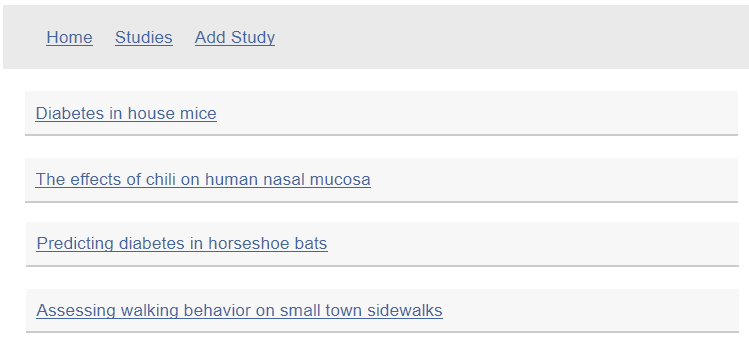 Home Studies Add Study
Diabetes in house mice
The effects of chili on human nasal mucosa
Predicting diabetes in horseshoe bats
Assessing walking behavior on small town sidewalks